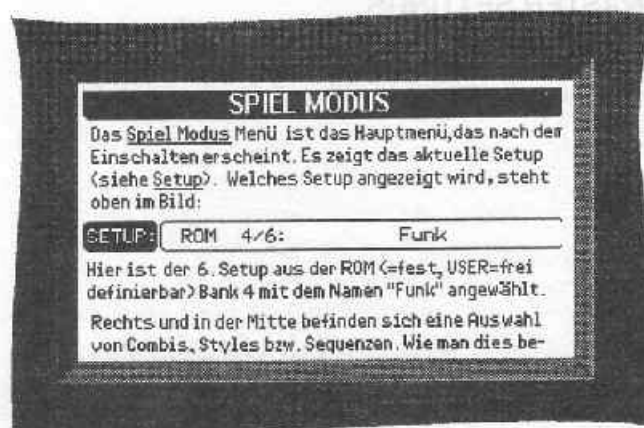 SPIEL MODUS
Das Spiel Modus Menü ist das Hauptmenü,das nach dem
Einschalten erscheint. Es zeigt das aktuelle Setup
(siehe Setup). Welches Setup angezeigt wird, steht
oben im Bild:
SETUP: ROM 4/6: Funk
Hier ist der 6. Setup aus der ROM (=fest, USER=frei
definierbar) Bank 4 mit dem Namen "Funk" angewählt.
Rechts und in der Mitte befinden sich eine Auswahl
von Combis, Styles bzw. Sequenzen. Wie man dies be-